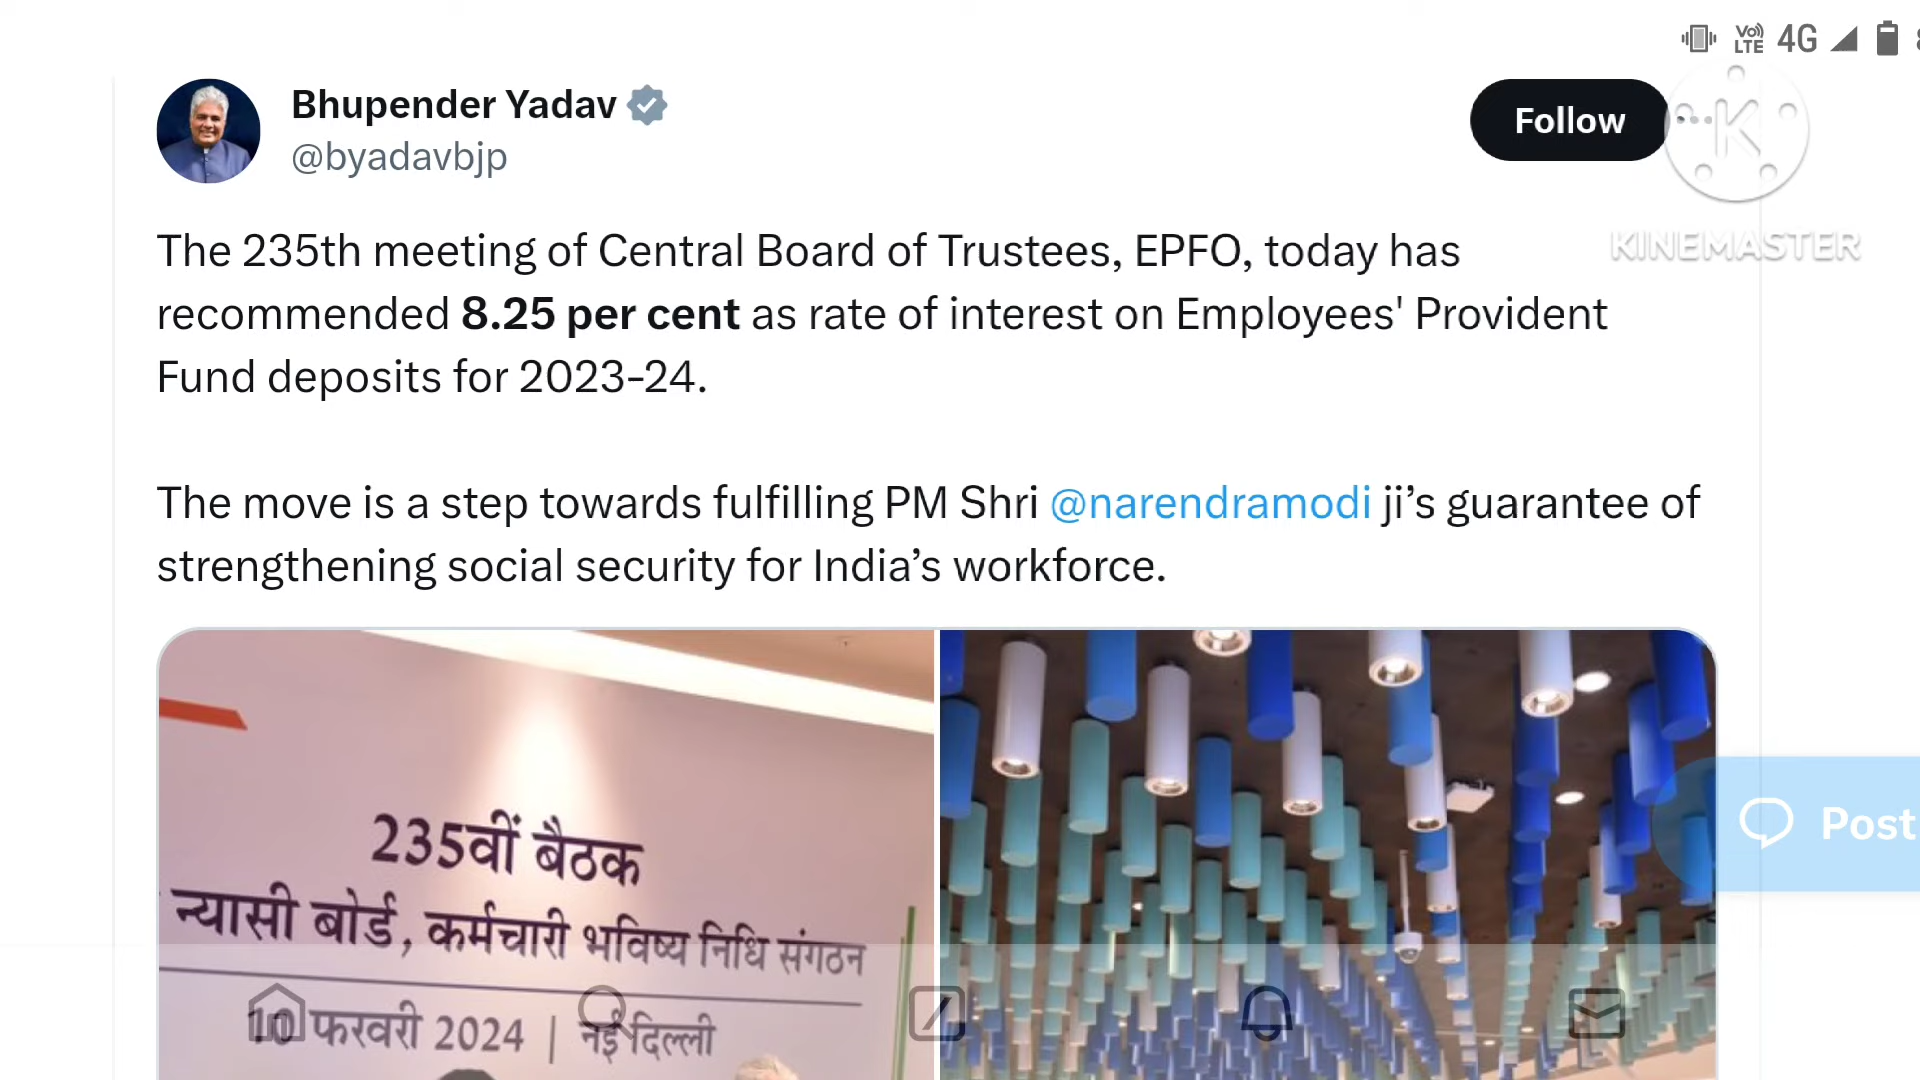 VoLTE 4G
Bhupender Yadav
@byadavbjp
Follow
KINEMASTER
The 235th meeting of Central Board of Trustees, EPFO, today has
recommended 8.25 per cent as rate of interest on Employees' Provident
Fund deposits for 2023-24.
The move is a step towards fulfilling PM Shri @narendramodi ji’s guarantee of
strengthening social security for India’s workforce.
235वीं बैठक
न्यासी बोर्ड, कर्मचारी भविष्य निधि संगठन
10 फरवरी 2024 | नई दिल्ली
Post